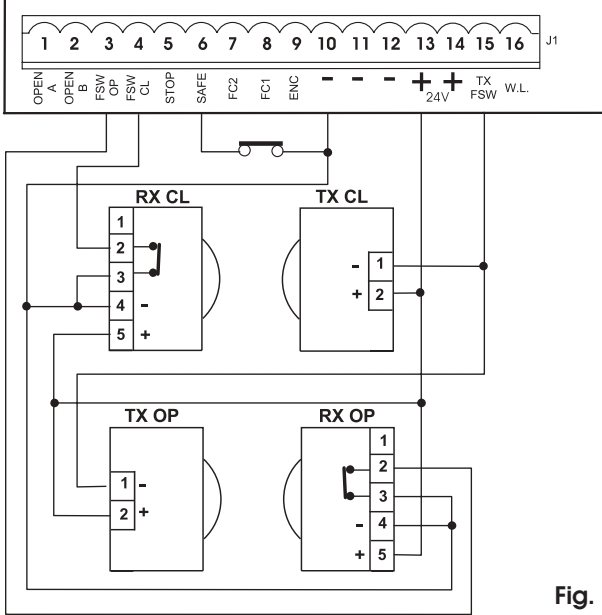 1 2 3 4 5 6 7 8 9 10 11 12 13 14 15 16 J1
OPEN A
OPEN B
FSW OP
FSW CL
STOP
SAFE
FC2
FC1
ENC
- - -
+ +
24V
TX FSW
W.L.
RX CL
1
2
3
4 -
5 +
TX CL
- 1
+ 2
TX OP
1 -
2 +
RX OP
1
2
3
- 4
+ 5
Fig.